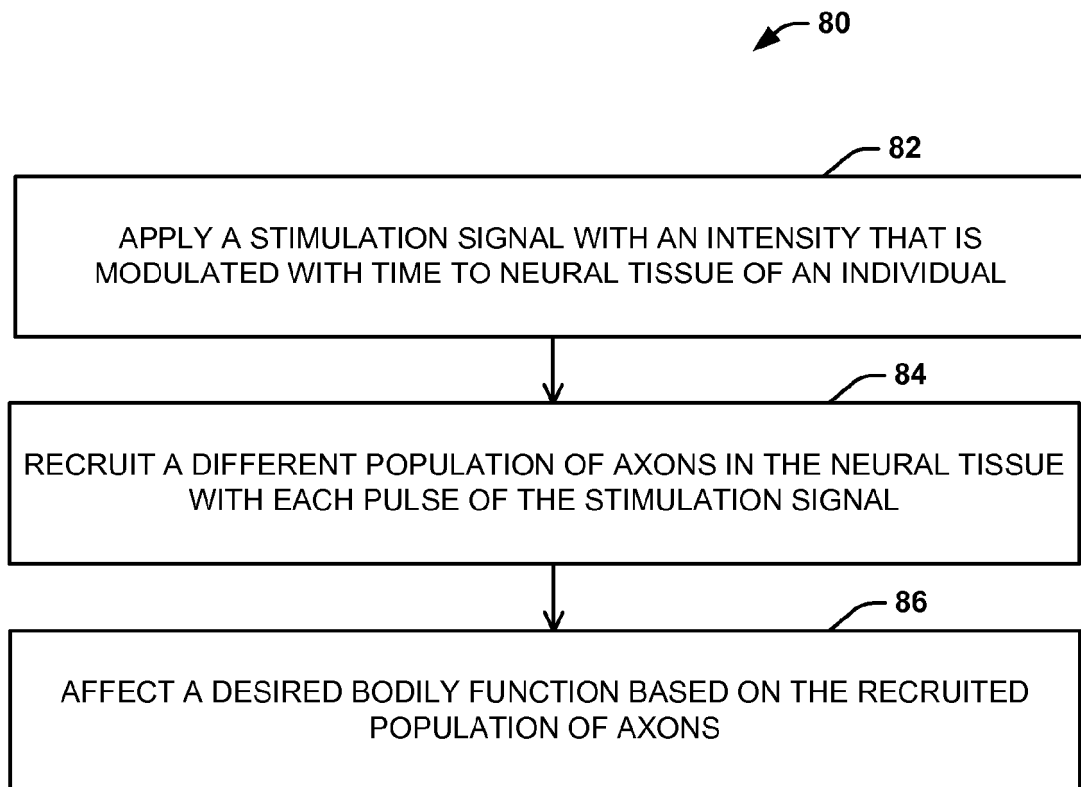 80
82
APPLY A STIMULATION SIGNAL WITH AN INTENSITY THAT IS
MODULATED WITH TIME TO NEURAL TISSUE OF AN INDIVIDUAL
84
RECRUIT A DIFFERENT POPULATION OF AXONS IN THE NEURAL TISSUE
WITH EACH PULSE OF THE STIMULATION SIGNAL
86
AFFECT A DESIRED BODILY FUNCTION BASED ON THE RECRUITED
POPULATION OF AXONS